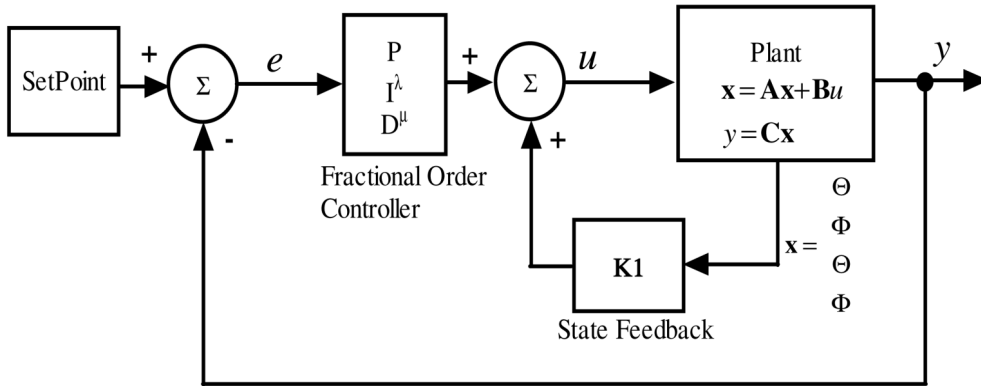 SetPoint
+
Σ
-
e
P
I^λ
D^μ
Fractional Order
Controller
+
Σ
+
u
Plant
x = Ax+Bu
y = Cx
y
K1
State Feedback
x =
Θ
Φ
Θ
Φ